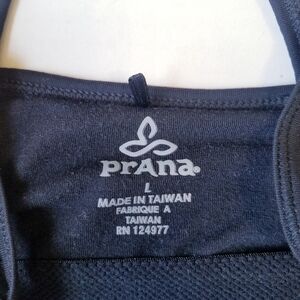 prAna
L
MADE IN TAIWAN
FABRIQUE A
TAIWAN
RN 124977